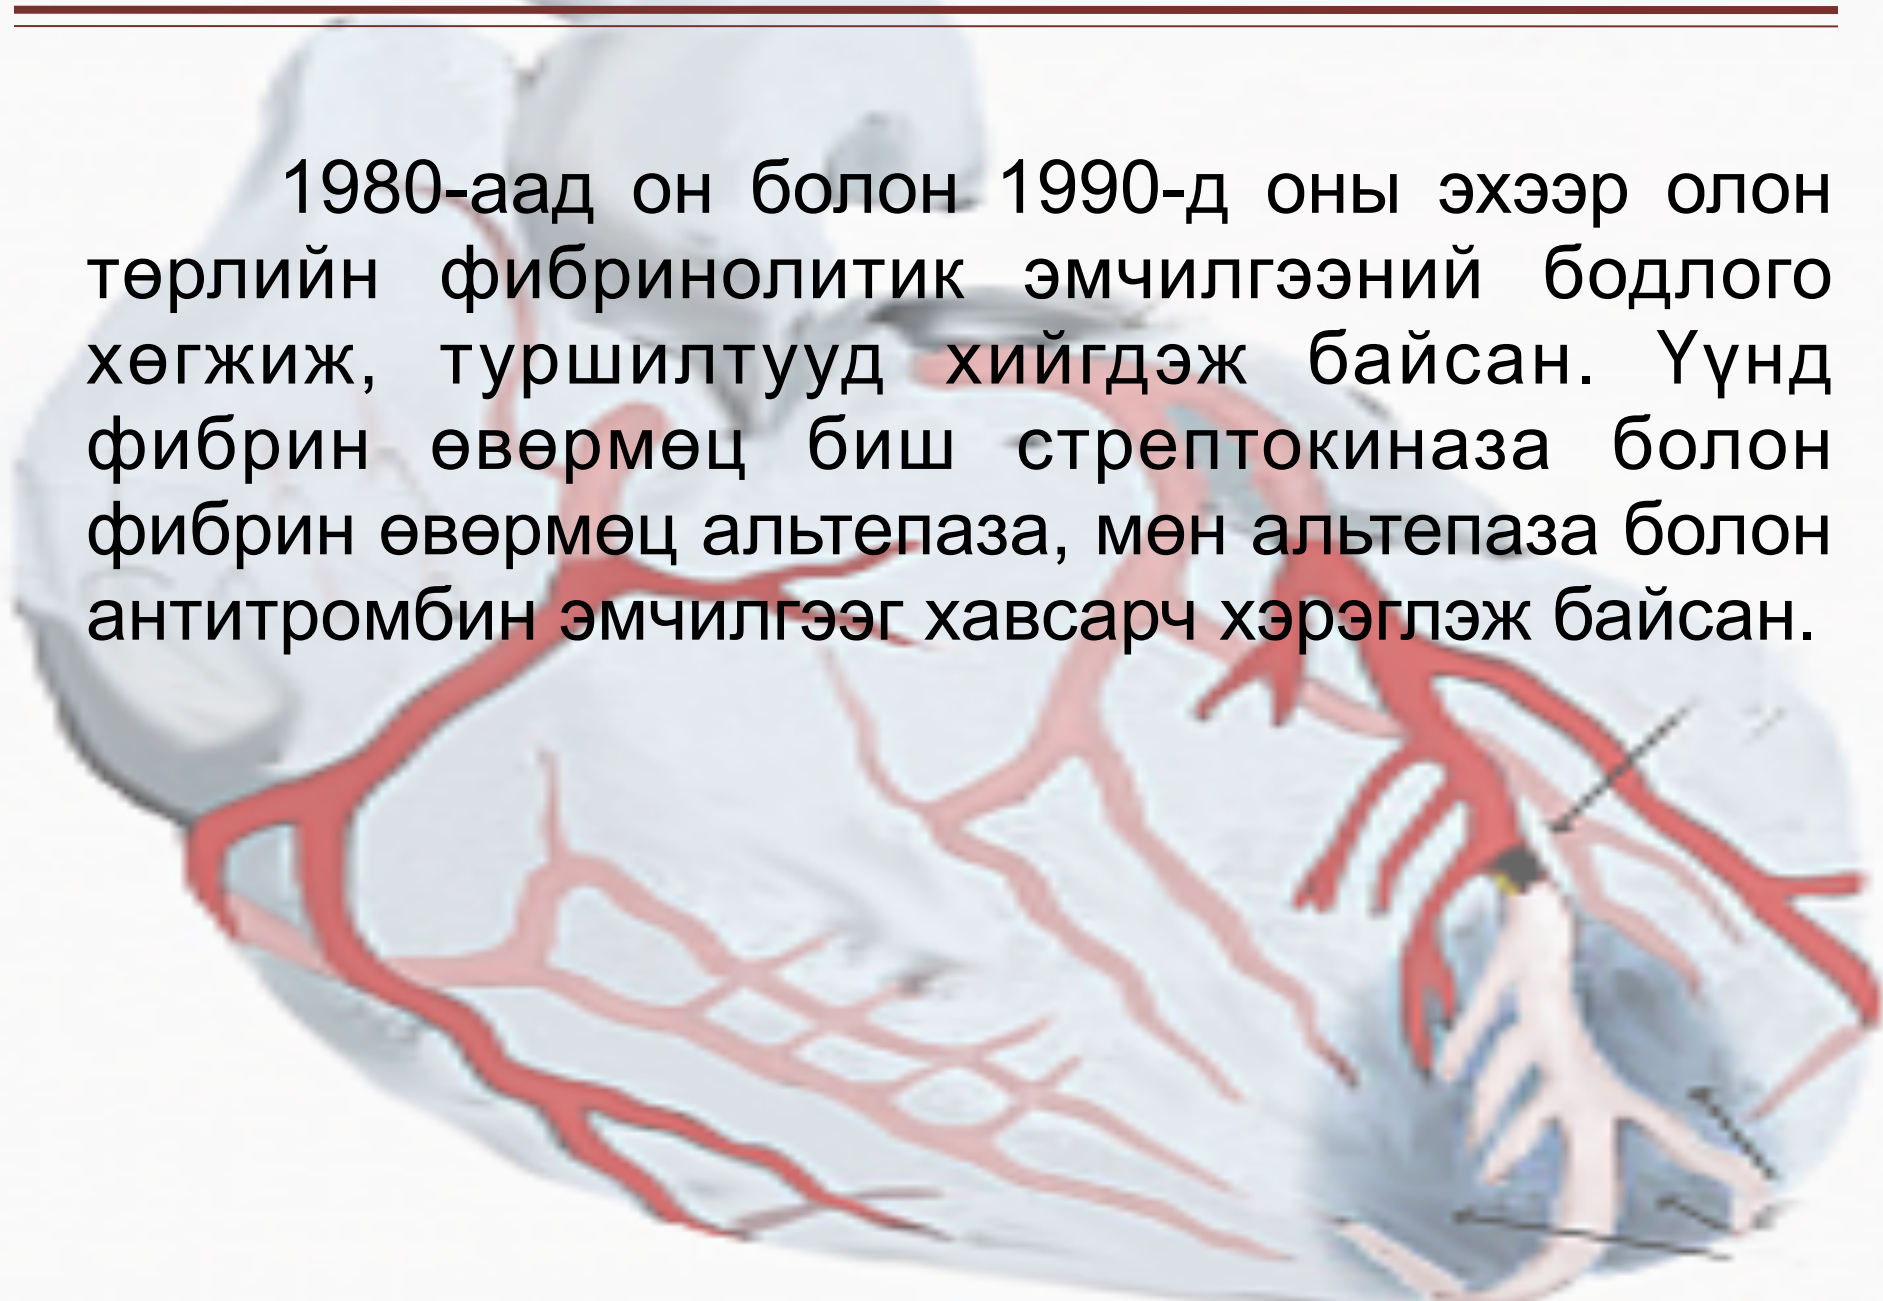 1980-аад он болон 1990-д оны эхээр олон
төрлийн фибринолитик эмчилгээний бодлого
хөгжиж, туршилтууд хийгдэж байсан. Үүнд
фибрин өвөрмөц биш стрептокиназа болон
фибрин өвөрмөц альтепаза, мөн альтепаза болон
антитромбин эмчилгээг хавсарч хэрэглэж байсан.